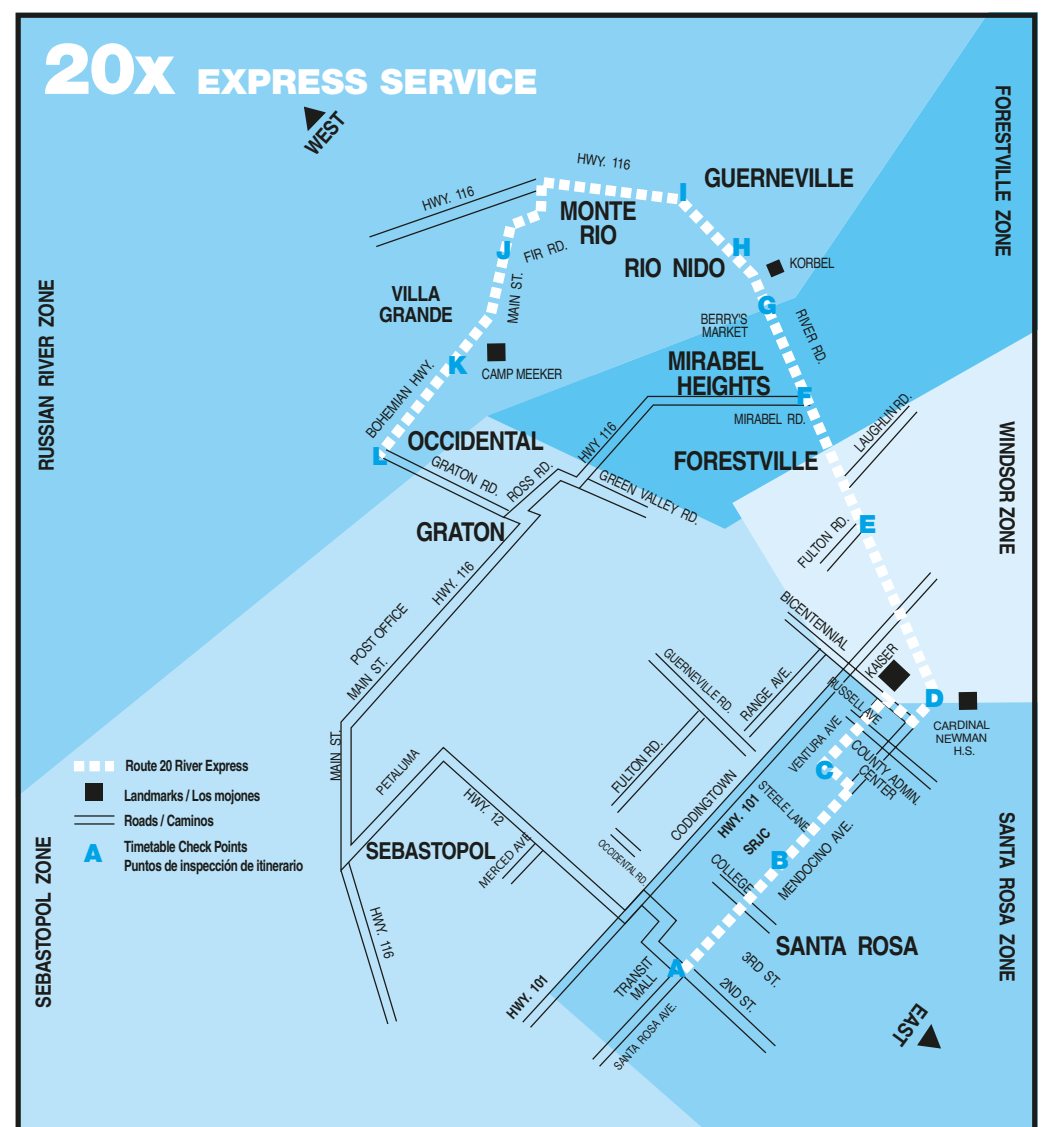 20x EXPRESS SERVICE
WEST
FORESTVILLE ZONE
HWY. 116
GUERNEVILLE
I
HWY. 116
MONTE
RIO
H
J
FIR RD.
RIO NIDO
KORBEL
VILLA
GRANDE
MAIN ST.
G
BERRY'S
MARKET
RIVER RD.
RUSSIAN RIVER ZONE
K
CAMP MEEKER
MIRABEL
HEIGHTS
F
BOHEMIAN HWY.
MIRABEL RD.
LAUGHLIN RD.
OCCIDENTAL
HWY 116
L
GRATON RD.
ROSS RD.
FORESTVILLE
WINDSOR ZONE
GREEN VALLEY RD.
GRATON
E
FULTON RD.
HWY. 116
BICENTENNIAL
POST OFFICE
MAIN ST.
GUERNEVILLE RD.
RANGE AVE.
KAISER
RUSSELL AVE
D
CARDINAL
NEWMAN
H.S.
MAIN ST.
VENTURA AVE
COUNTY ADMIN.
CENTER
FULTON RD.
C
PETALUMA
HWY. 12
CODDINGTOWN
HWY. 101
STEELE LANE
Route 20 River Express
Landmarks / Los mojones
Roads / Caminos
A
Timetable Check Points
Puntos de inspección de itinerario
SEBASTOPOL
MERCED AVE
OCCIDENTAL RD.
SRJC
B
MENDOCINO AVE.
COLLEGE
SEBASTOPOL ZONE
SANTA ROSA ZONE
HWY. 116
SANTA ROSA
3RD ST.
A
TRANSIT
MALL
2ND ST.
HWY. 101
SANTA ROSA AVE.
EAST